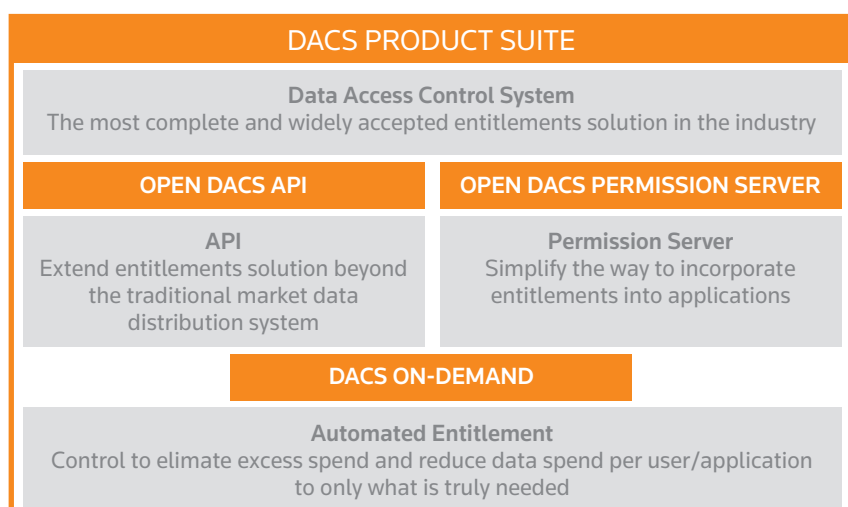 DACS PRODUCT SUITE
Data Access Control System
The most complete and widely accepted entitlements solution in the industry
OPEN DACS API
API
Extend entitlements solution beyond
the traditional market data
distribution system
OPEN DACS PERMISSION SERVER
Permission Server
Simplify the way to incorporate
entitlements into applications
DACS ON-DEMAND
Automated Entitlement
Control to elimate excess spend and reduce data spend per user/application
to only what is truly needed